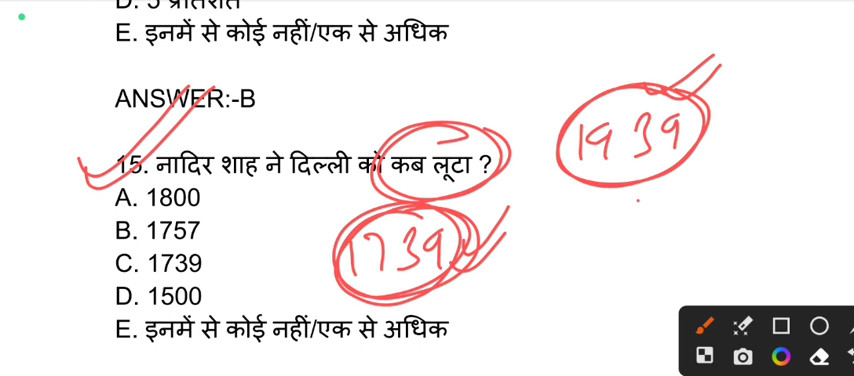 E. इनमें से कोई नहीं/एक से अधिक
ANSWER:-B
15. नादिर शाह ने दिल्ली को कब लूटा ?
1939
A. 1800
B. 1757
1739
C. 1739
D. 1500
E. इनमें से कोई नहीं/एक से अधिक